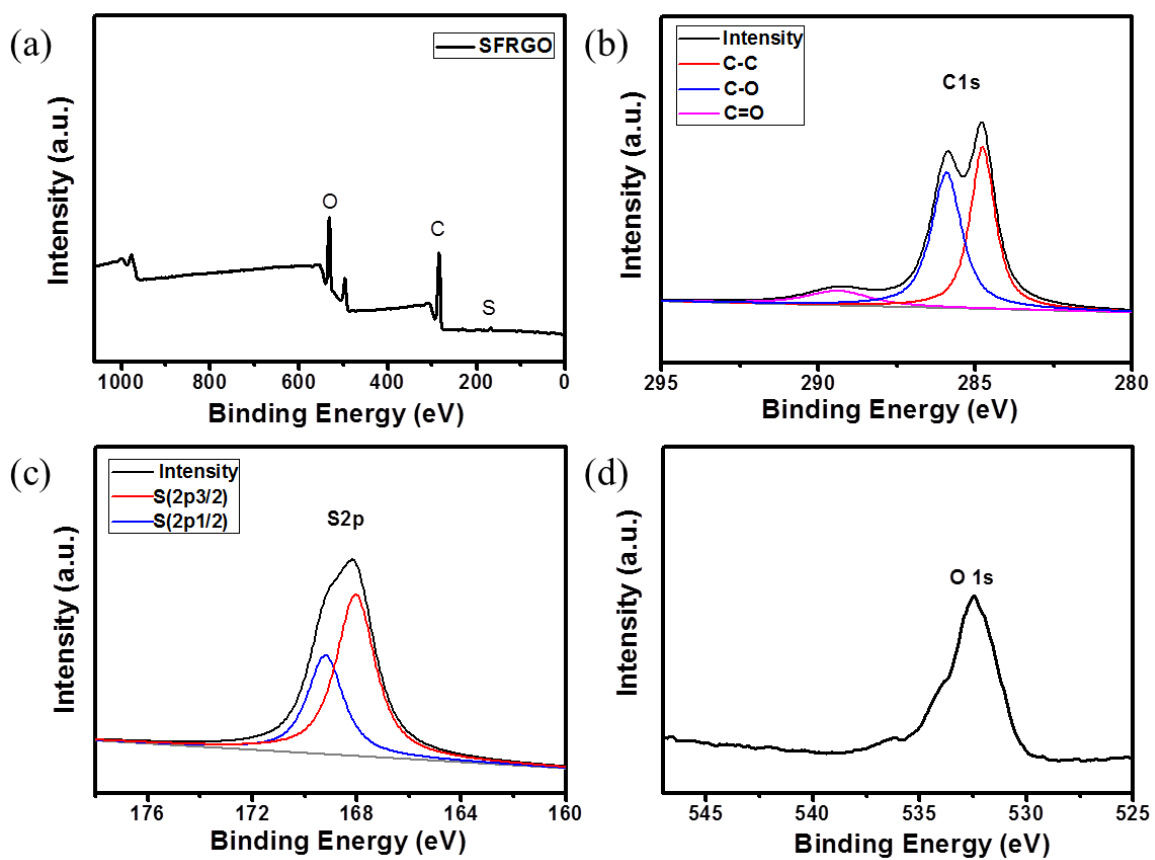 (a)
SFRGO
O
C
S
Intensity (a.u.)
1000 800 600 400 200 0
Binding Energy (eV)
(b)
Intensity
C-C
C-O
C=O
C1s
Intensity (a.u.)
295 290 285 280
Binding Energy (eV)
(c)
Intensity
S(2p3/2)
S(2p1/2)
S2p
Intensity (a.u.)
176 172 168 164 160
Binding Energy (eV)
(d)
O 1s
Intensity (a.u.)
545 540 535 530 525
Binding Energy (eV)